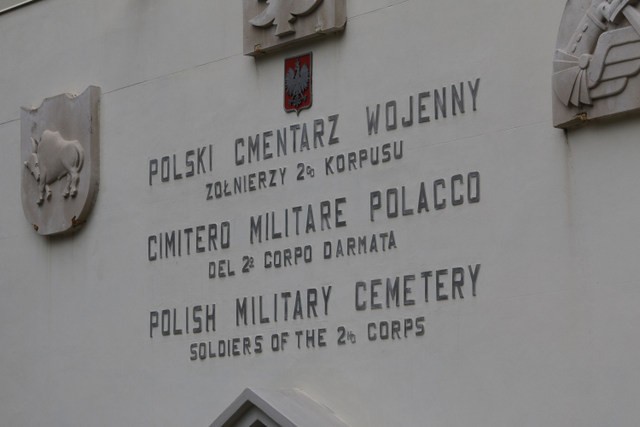 POLSKI CMENTARZ WOJENNY
ŻOŁNIERZY 2GO KORPUSU
CIMITERO MILITARE POLACCO
DEL 2º CORPO DARMATA
POLISH MILITARY CEMETERY
SOLDIERS OF THE 2ND CORPS